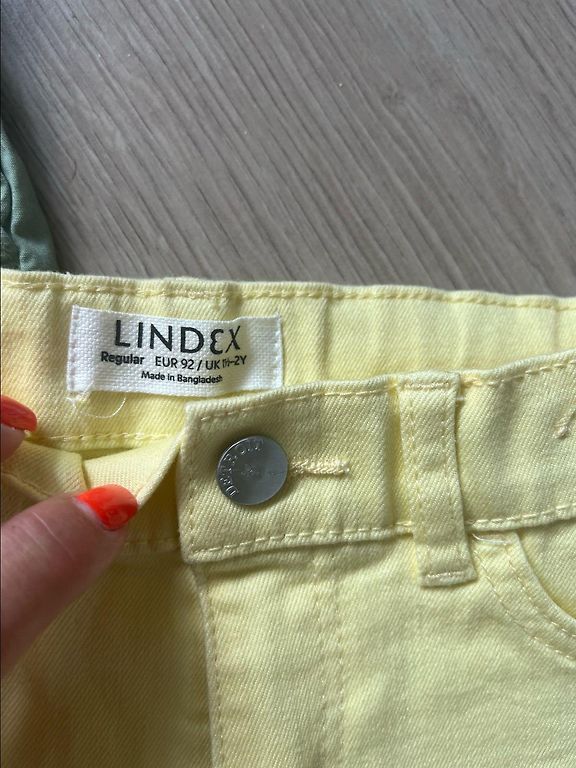 LINDEX
Regular EUR 92 / UK 1½-2Y
Made in Bangladesh